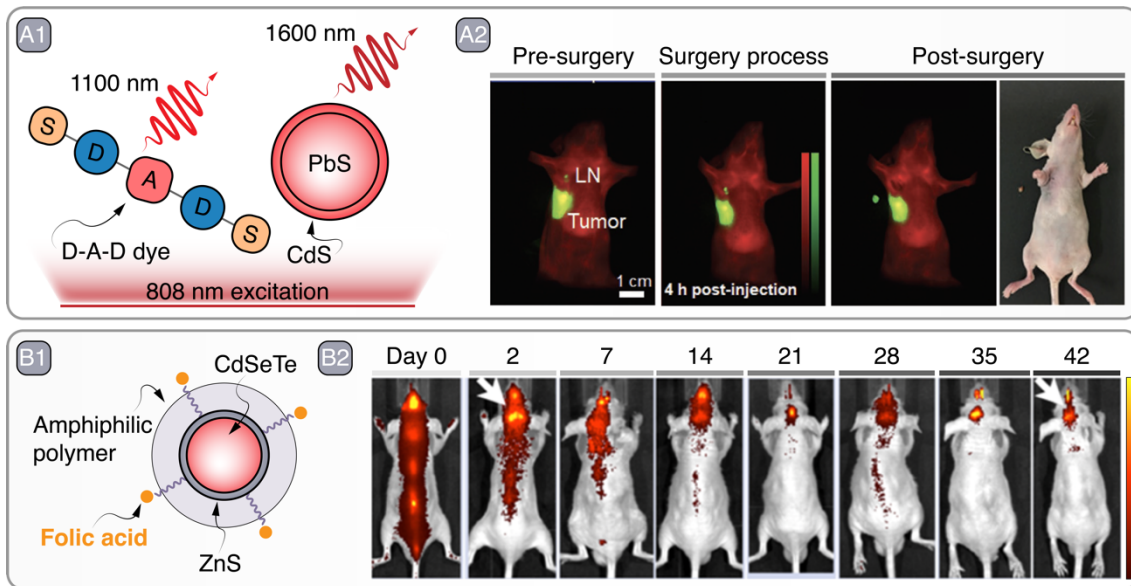 A1
1600 nm
1100 nm
S
D
A
D
S
PbS
D-A-D dye
CdS
808 nm excitation
A2
Pre-surgery
Surgery process
Post-surgery
LN
Tumor
1 cm
4 h post-injection
B1
CdSeTe
Amphiphilic
polymer
Folic acid
ZnS
B2
Day 0
2
7
14
21
28
35
42